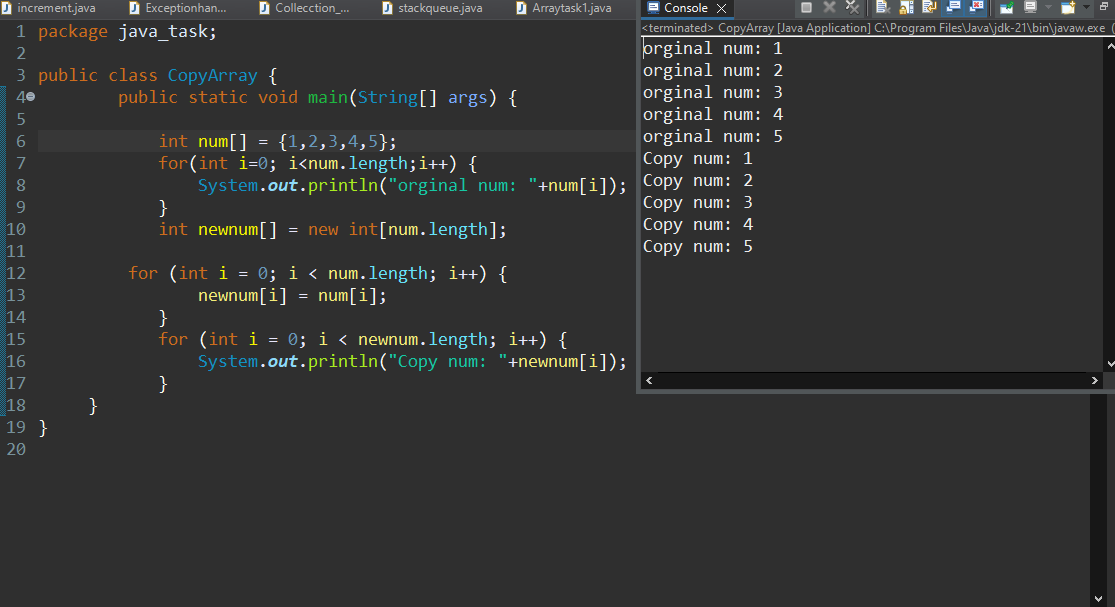 increment.java Exceptionhan... Collecction_... stackqueue.java Arraytask1.java
1 package java_task;
2
3 public class CopyArray {
4 public static void main(String[] args) {
5
6 int num[] = {1,2,3,4,5};
7 for(int i=0; i<num.length;i++) {
8 System.out.println("orginal num: "+num[i]);
9 }
10 int newnum[] = new int[num.length];
11
12 for (int i = 0; i < num.length; i++) {
13 newnum[i] = num[i];
14 }
15 for (int i = 0; i < newnum.length; i++) {
16 System.out.println("Copy num: "+newnum[i]);
17 }
18 }
19 }
20
Console
<terminated> CopyArray [Java Application] C:\Program Files\Java\jdk-21\bin\javaw.exe (
orginal num: 1
orginal num: 2
orginal num: 3
orginal num: 4
orginal num: 5
Copy num: 1
Copy num: 2
Copy num: 3
Copy num: 4
Copy num: 5